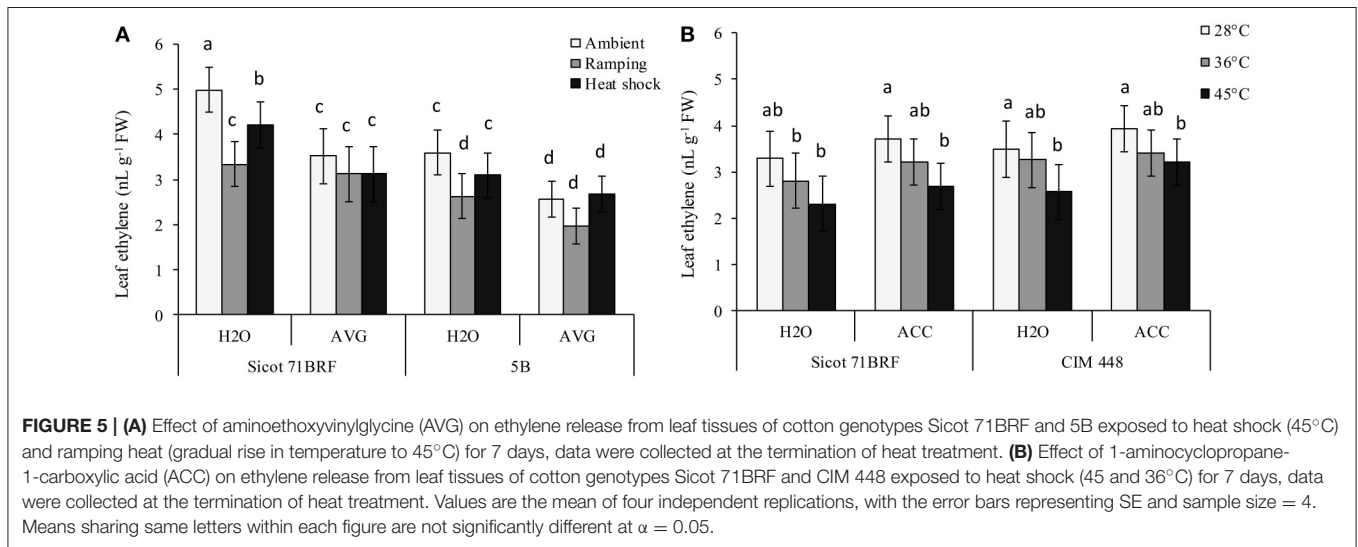 A
6
5
4
3
2
1
0
Leaf ethylene (nL g⁻¹ FW)
Ambient
Ramping
Heat shock
a
c
b
c c c
c
d
c
d
d
d
H2O AVG H2O AVG
Sicot 71BRF 5B
B
6
5
4
3
2
1
0
Leaf ethylene (nL g⁻¹ FW)
28°C
36°C
45°C
ab
b
b
a
ab
b
a
ab
b
a
ab
b
H2O ACC H2O ACC
Sicot 71BRF CIM 448
FIGURE 5 | (A) Effect of aminoethoxyvinylglycine (AVG) on ethylene release from leaf tissues of cotton genotypes Sicot 71BRF and 5B exposed to heat shock (45°C)
and ramping heat (gradual rise in temperature to 45°C) for 7 days, data were collected at the termination of heat treatment. (B) Effect of 1-aminocyclopropane-
1-carboxylic acid (ACC) on ethylene release from leaf tissues of cotton genotypes Sicot 71BRF and CIM 448 exposed to heat shock (45 and 36°C) for 7 days, data
were collected at the termination of heat treatment. Values are the mean of four independent replications, with the error bars representing SE and sample size = 4.
Means sharing same letters within each figure are not significantly different at α = 0.05.